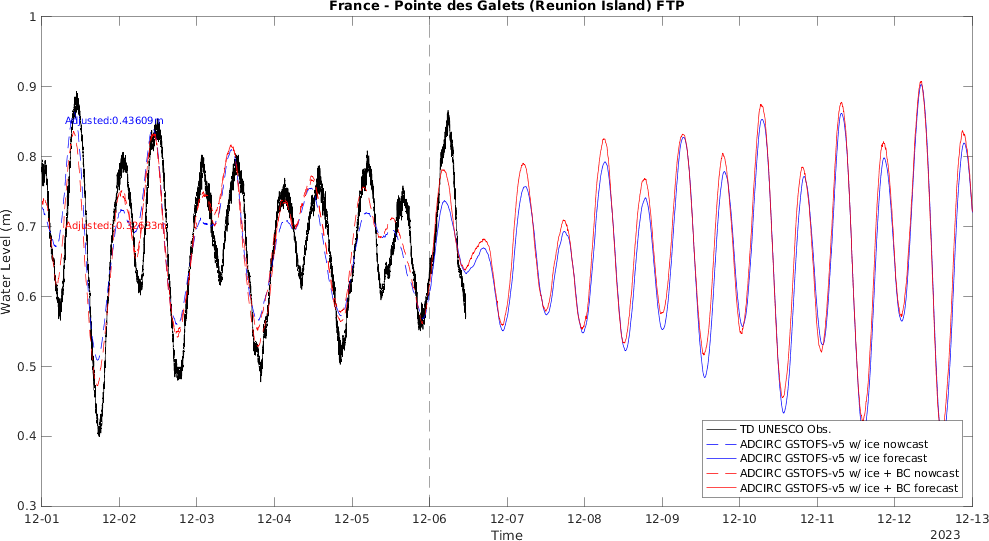 France - Pointe des Galets (Reunion Island) FTP
1
0.9
0.8
0.7
0.6
0.5
0.4
0.3
Water Level (m)
Adjusted:0.43609m
TD UNESCO Obs.
ADCIRC GSTOFS-v5 w/ ice nowcast
ADCIRC GSTOFS-v5 w/ ice forecast
ADCIRC GSTOFS-v5 w/ ice + BC nowcast
ADCIRC GSTOFS-v5 w/ ice + BC forecast
12-01 12-02 12-03 12-04 12-05 12-06 12-07 12-08 12-09 12-10 12-11 12-12 12-13
Time
2023